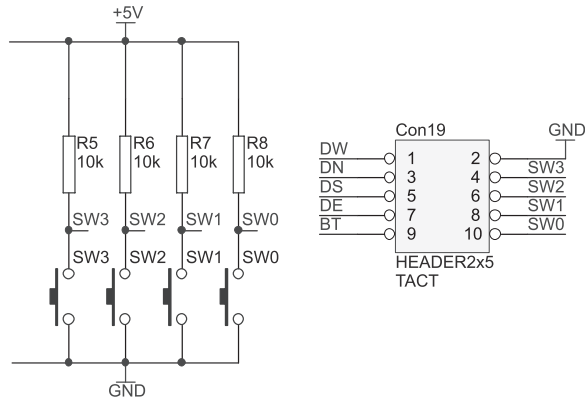 +5V
R5 R6 R7 R8
10k 10k 10k 10k
SW3 SW2 SW1 SW0
SW3 SW2 SW1 SW0
GND
Con19
GND
DW 1 2
DN 3 4 SW3
DS 5 6 SW2
DE 7 8 SW1
BT 9 10 SW0
HEADER2x5
TACT